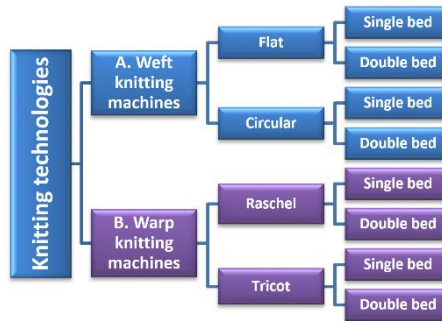 Knitting technologies
A. Weft
knitting
machines
Flat
Single bed
Double bed
Circular
Single bed
Double bed
B. Warp
knitting
machines
Raschel
Single bed
Double bed
Tricot
Single bed
Double bed